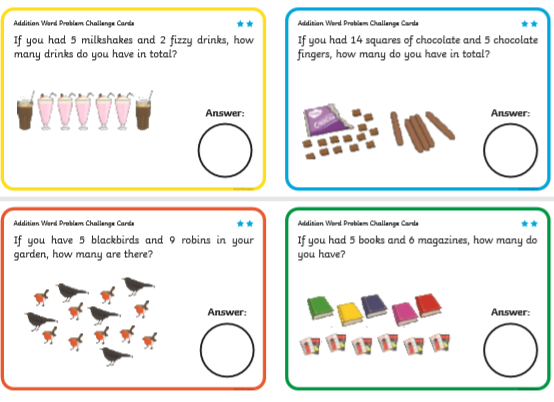 Addition Word Problem Challenge Cards
If you had 5 milkshakes and 2 fizzy drinks, how
many drinks do you have in total?
Answer:
Addition Word Problem Challenge Cards
If you had 14 squares of chocolate and 5 chocolate
fingers, how many do you have in total?
Answer:
Addition Word Problem Challenge Cards
If you have 5 blackbirds and 9 robins in your
garden, how many are there?
Answer:
Addition Word Problem Challenge Cards
If you had 5 books and 6 magazines, how many do
you have?
Answer: